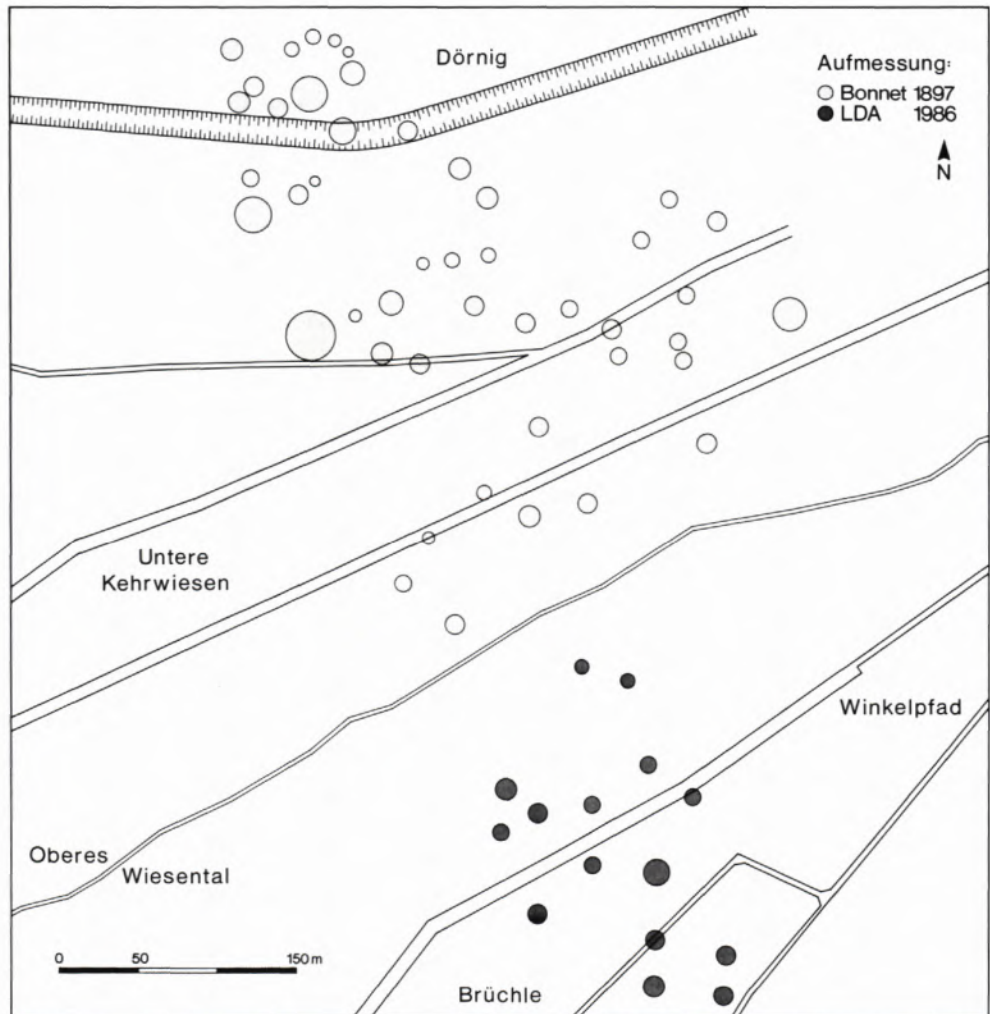 Dörnig
Aufmessung:
Bonnet 1897
LDA 1986
N
Untere
Kehrwiesen
Winkelpfad
Oberes
Wiesental
0 50 150 m
Brüchle